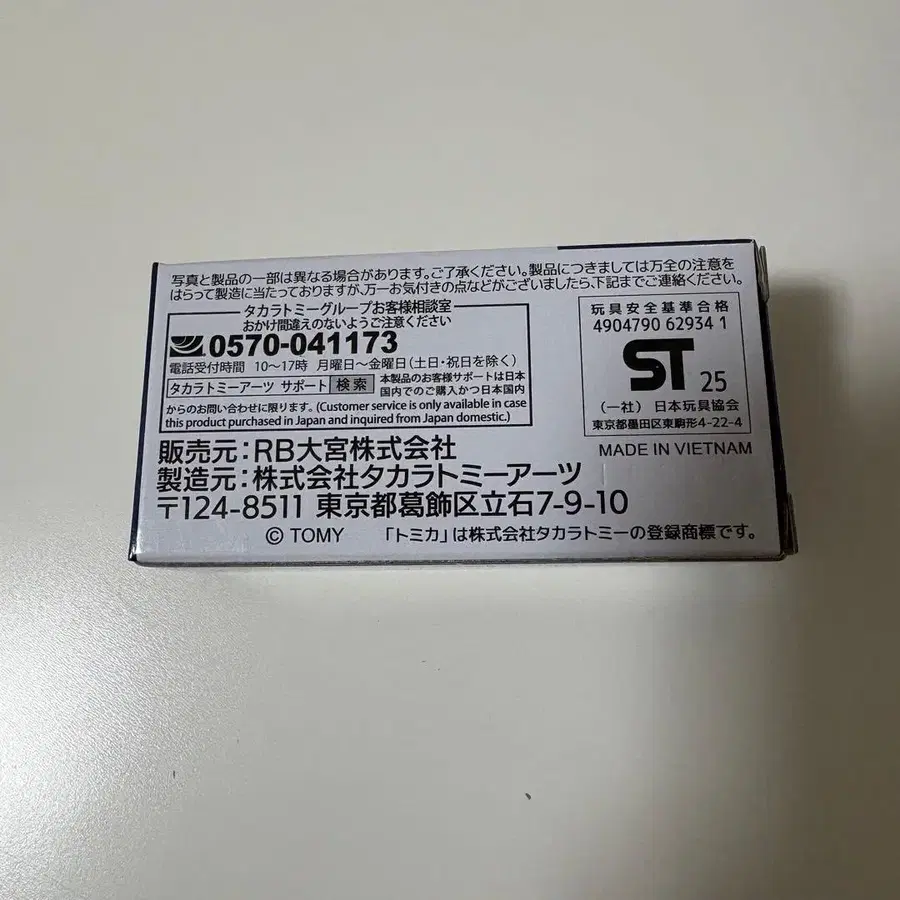 写真と製品の一部は異なる場合があります。ご了承ください。製品につきましては万全の注意を
はらって製造に当たっておりますが、万一お気付きの点などがございましたら、下記までご連絡ください。
タカラトミーグループお客様相談室
おかけ間違えのないようご注意ください
0570-041173
電話受付時間 10〜17時 月曜日〜金曜日(土日・祝日を除く)
タカラトミーアーツ サポート 検索 本製品のお客様サポートは日本
国内でのご購入かつ日本国内
からのお問い合わせに限ります。(Customer service is only available in case
this product purchased in Japan and inquired from Japan domestic.)
玩具安全基準合格
4904790 62934 1
ST 25
(一社) 日本玩具協会
東京都墨田区東駒形4-22-4
MADE IN VIETNAM
販売元:RB大宮株式会社
製造元:株式会社タカラトミーアーツ
〒124-8511 東京都葛飾区立石7-9-10
© TOMY 「トミカ」は株式会社タカラトミーの登録商標です。